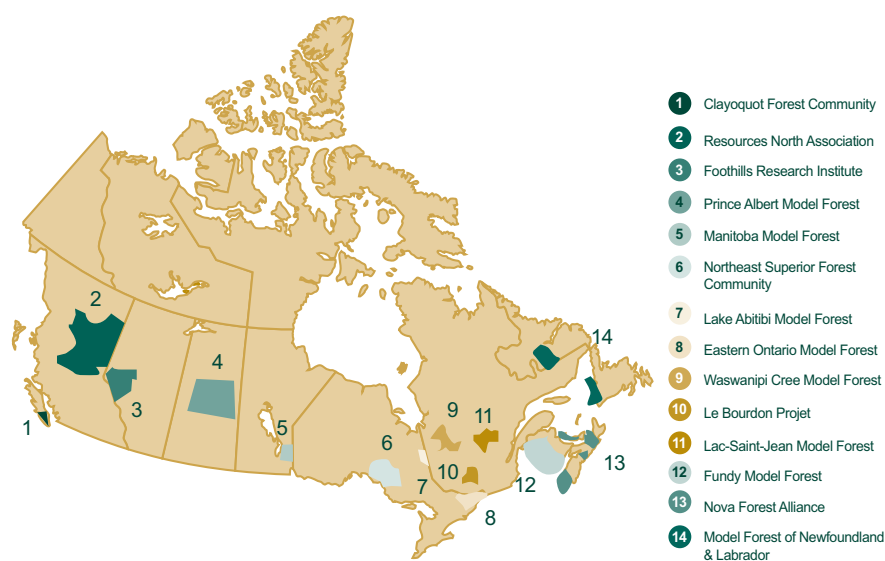 1 Clayoquot Forest Community
2 Resources North Association
3 Foothills Research Institute
4 Prince Albert Model Forest
5 Manitoba Model Forest
6 Northeast Superior Forest
Community
7 Lake Abitibi Model Forest
8 Eastern Ontario Model Forest
9 Waswanipi Cree Model Forest
10 Le Bourdon Projet
11 Lac-Saint-Jean Model Forest
12 Fundy Model Forest
13 Nova Forest Alliance
14 Model Forest of Newfoundland
& Labrador
2
14
4
3
1
5
9
11
6
10
7
12
13
8